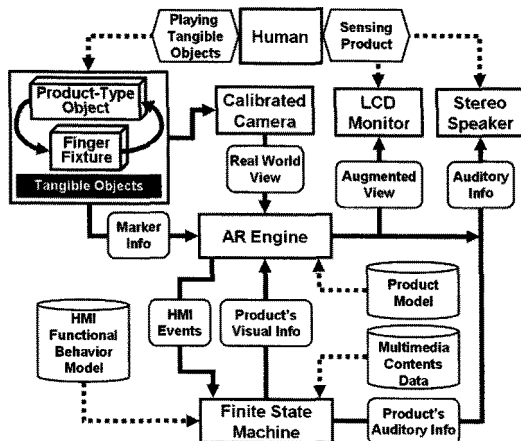 Playing
Tangible
Objects
Human
Sensing
Product
Product-Type
Object
Finger
Fixture
Tangible Objects
Calibrated
Camera
LCD
Monitor
Stereo
Speaker
Real World
View
Augmented
View
Auditory
Info
Marker
Info
AR Engine
HMI
Functional
Behavior
Model
HMI
Events
Product's
Visual Info
Product
Model
Multimedia
Contents
Data
Finite State
Machine
Product's
Auditory Info